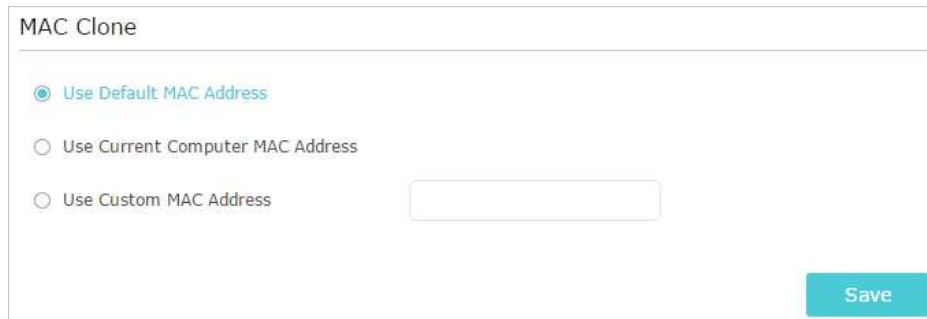 MAC Clone
Use Default MAC Address
Use Current Computer MAC Address
Use Custom MAC Address
Save